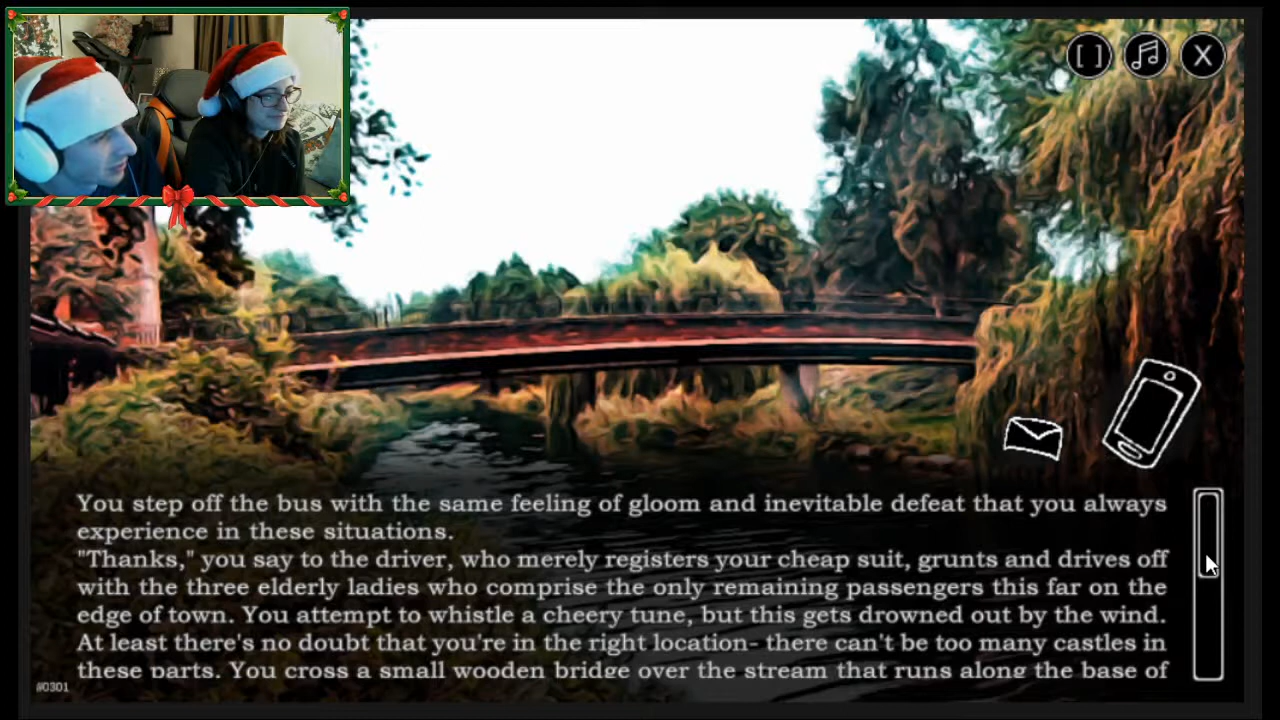 [ ]
X
You step off the bus with the same feeling of gloom and inevitable defeat that you always
experience in these situations.
"Thanks," you say to the driver, who merely registers your cheap suit, grunts and drives off
with the three elderly ladies who comprise the only remaining passengers this far on the
edge of town. You attempt to whistle a cheery tune, but this gets drowned out by the wind.
At least there's no doubt that you're in the right location- there can't be too many castles in
these parts. You cross a small wooden bridge over the stream that runs along the base of
#0301